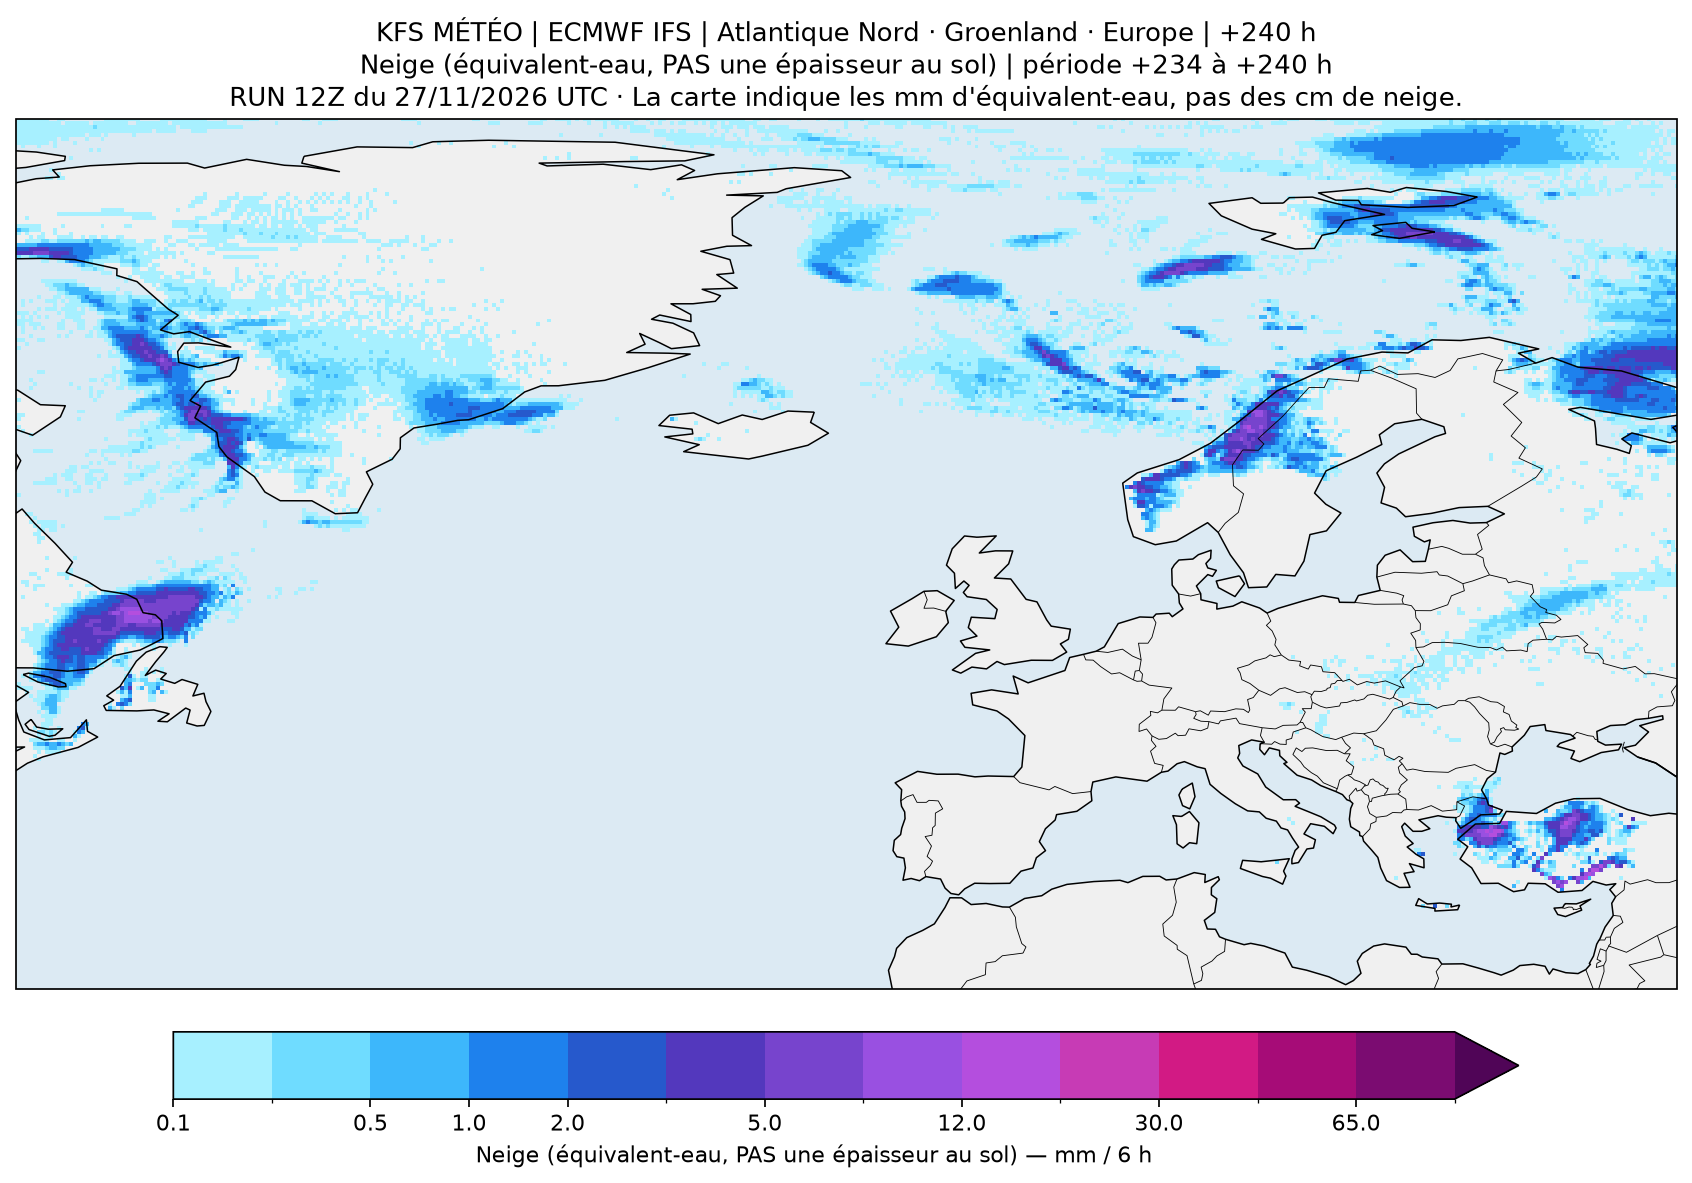 KFS MÉTÉO | ECMWF IFS | Atlantique Nord · Groenland · Europe | +240 h
Neige (équivalent-eau, PAS une épaisseur au sol) | période +234 à +240 h
RUN 12Z du 27/11/2026 UTC · La carte indique les mm d'équivalent-eau, pas des cm de neige.
0.1 0.5 1.0 2.0 5.0 12.0 30.0 65.0
Neige (équivalent-eau, PAS une épaisseur au sol) — mm / 6 h